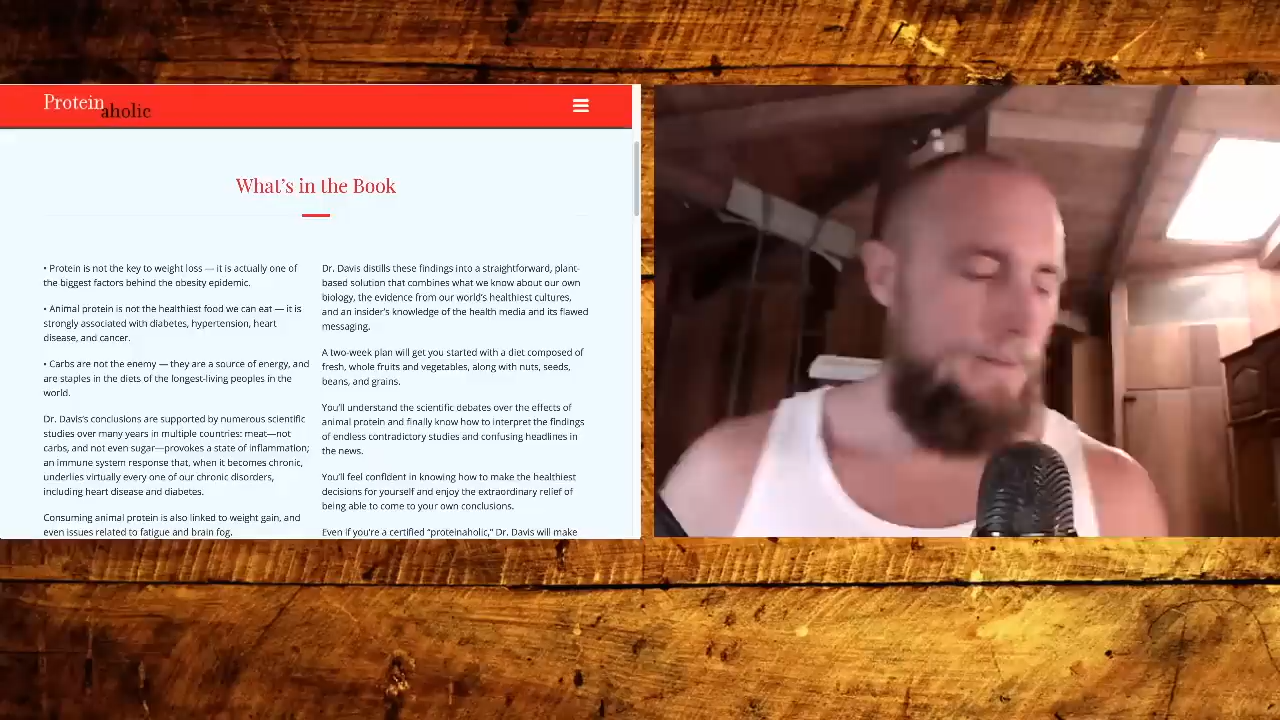 Protein
aholic
What's in the Book
• Protein is not the key to weight loss — it is actually one of
the biggest factors behind the obesity epidemic.
• Animal protein is not the healthiest food we can eat — it is
strongly associated with diabetes, hypertension, heart
disease, and cancer.
• Carbs are not the enemy — they are a source of energy, and
are staples in the diets of the longest-living peoples in the
world.
Dr. Davis's conclusions are supported by numerous scientific
studies over many years in multiple countries: meat—not
carbs, and not even sugar—provokes a state of inflammation;
an immune system response that, when it becomes chronic,
underlies virtually every one of our chronic disorders,
including heart disease and diabetes.
Consuming animal protein is also linked to weight gain, and
even issues related to fatigue and brain fog.
Dr. Davis distills these findings into a straightforward, plant-
based solution that combines what we know about our own
biology, the evidence from our world's healthiest cultures,
and an insider's knowledge of the health media and its flawed
messaging.
A two-week plan will get you started with a diet composed of
fresh, whole fruits and vegetables, along with nuts, seeds,
beans, and grains.
You'll understand the scientific debates over the effects of
animal protein and finally know how to interpret the findings
of endless contradictory studies and confusing headlines in
the news.
You'll feel confident in knowing how to make the healthiest
decisions for yourself and enjoy the extraordinary relief of
being able to come to your own conclusions.
Even if you're a certified "proteinaholic," Dr. Davis will make